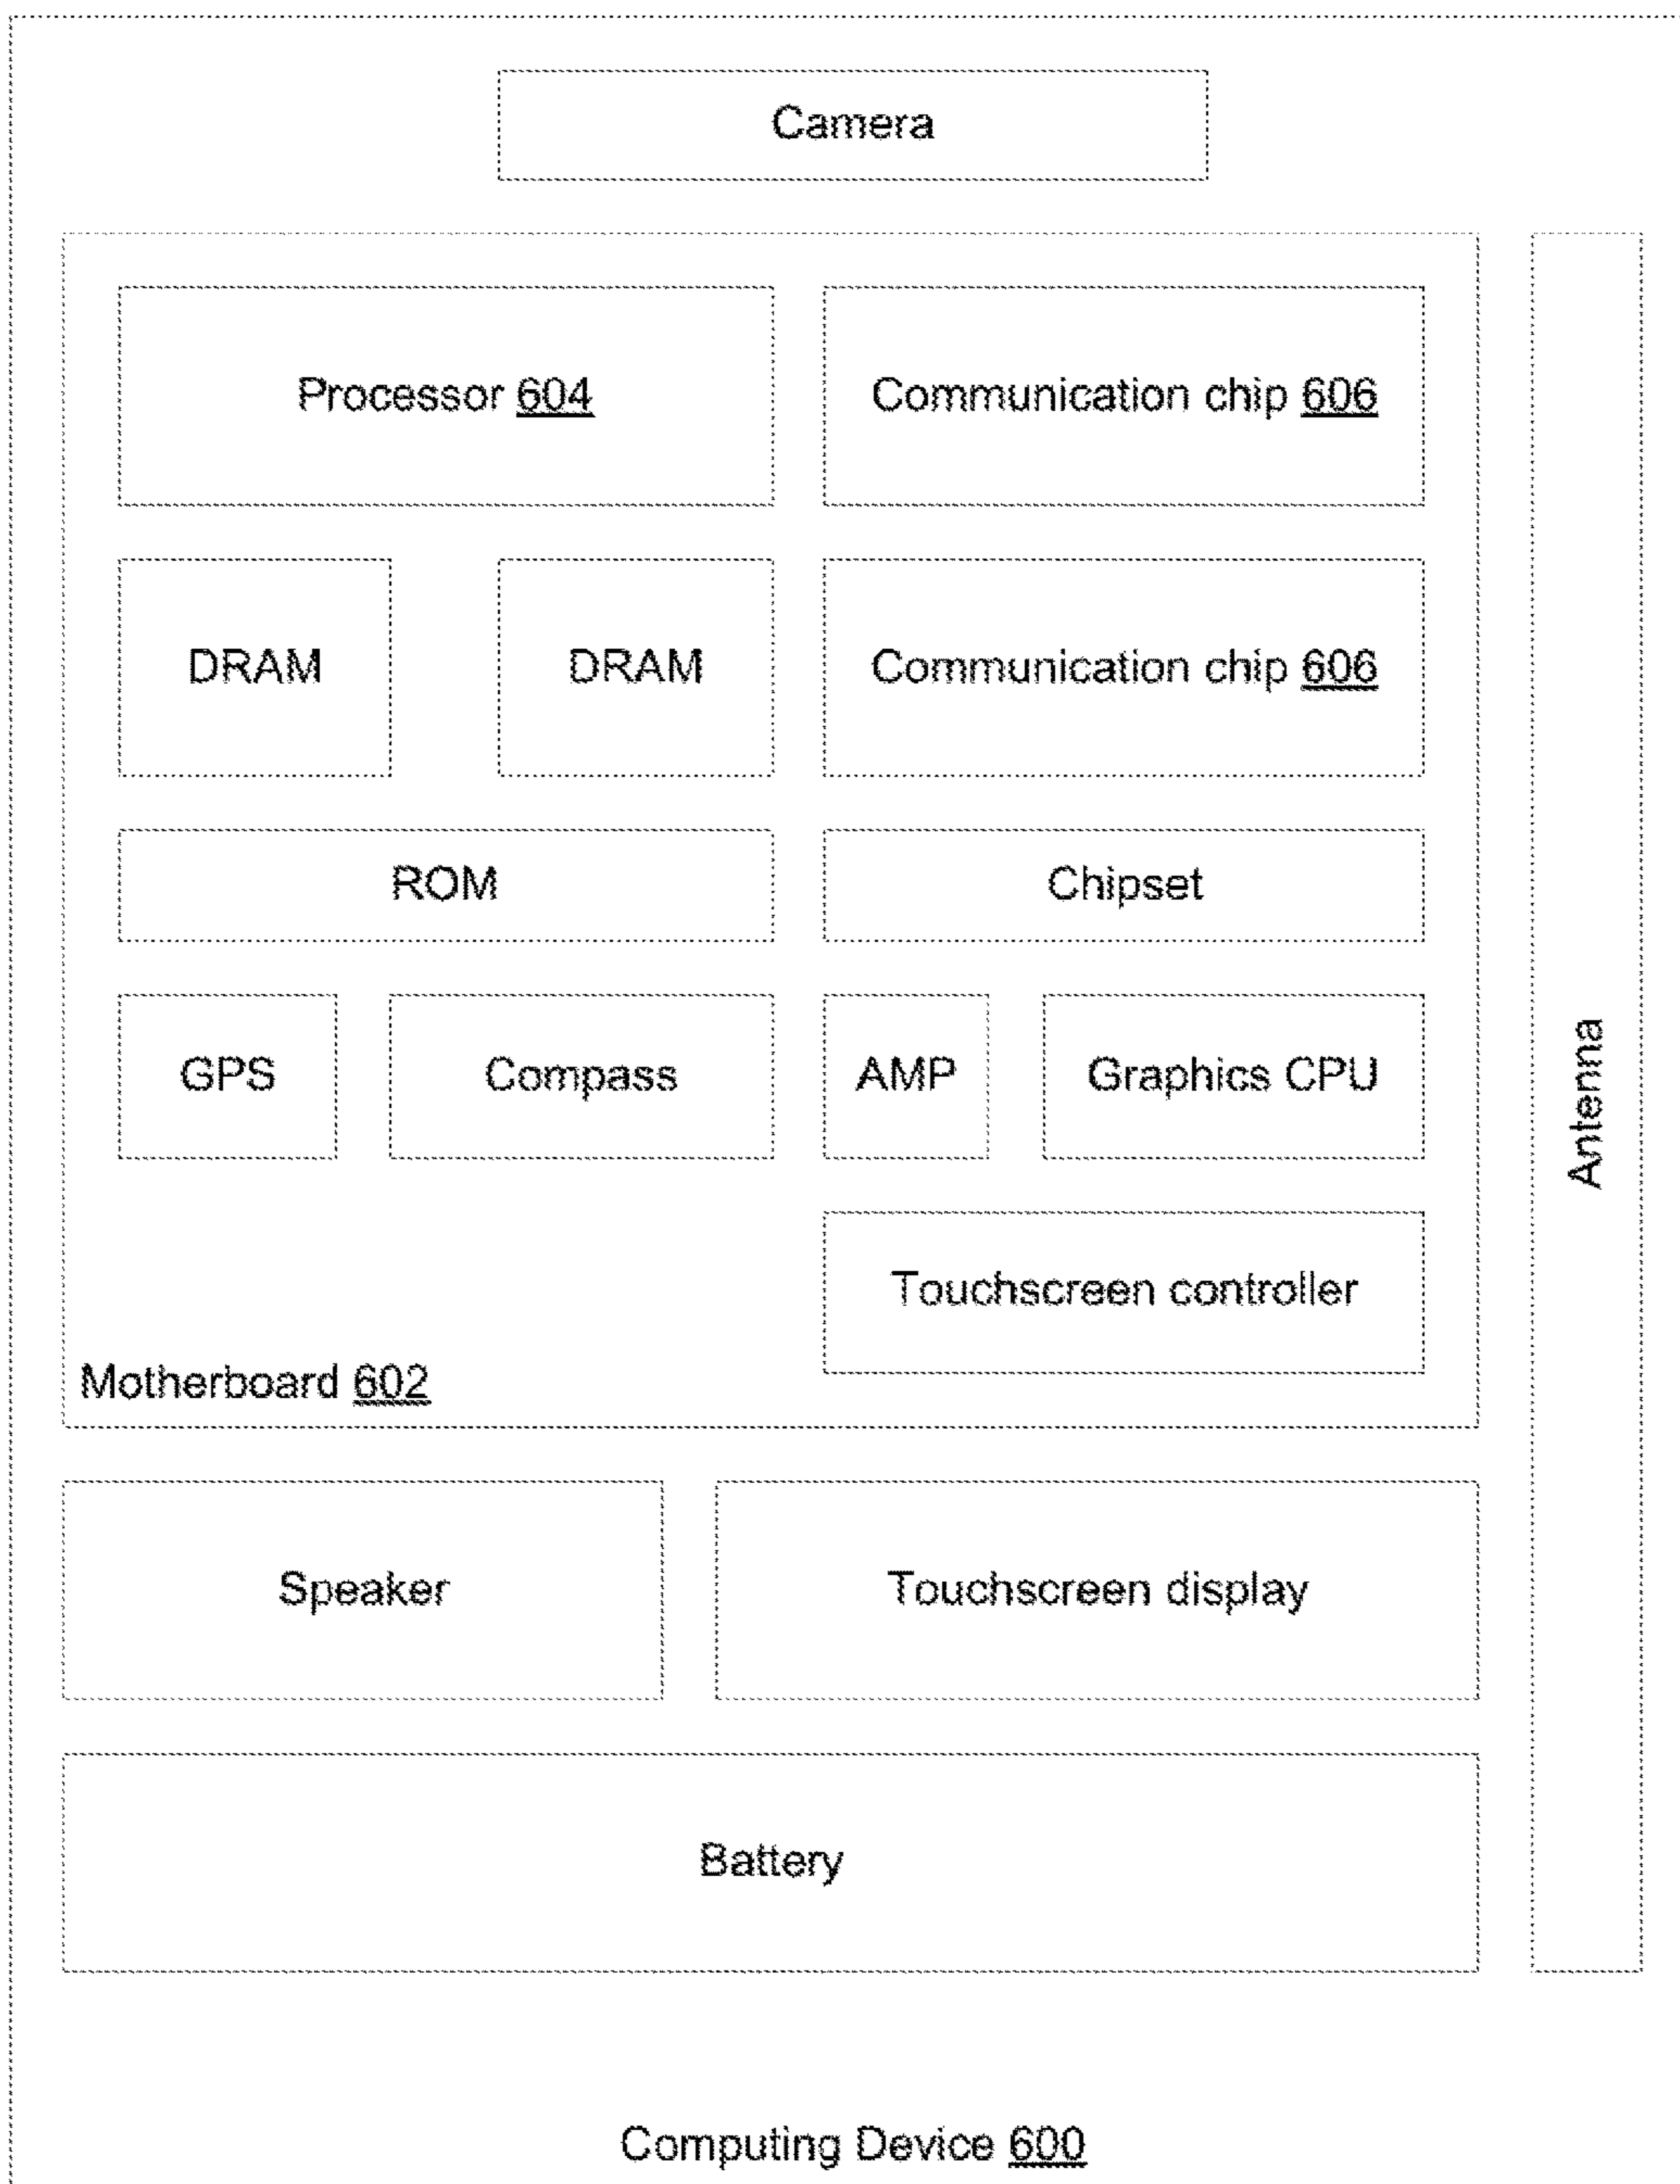 Camera
Processor 604
Communication chip 606
DRAM
DRAM
Communication chip 606
ROM
Chipset
GPS
Compass
AMP
Graphics CPU
Touchscreen controller
Motherboard 602
Antenna
Speaker
Touchscreen display
Battery
Computing Device 600